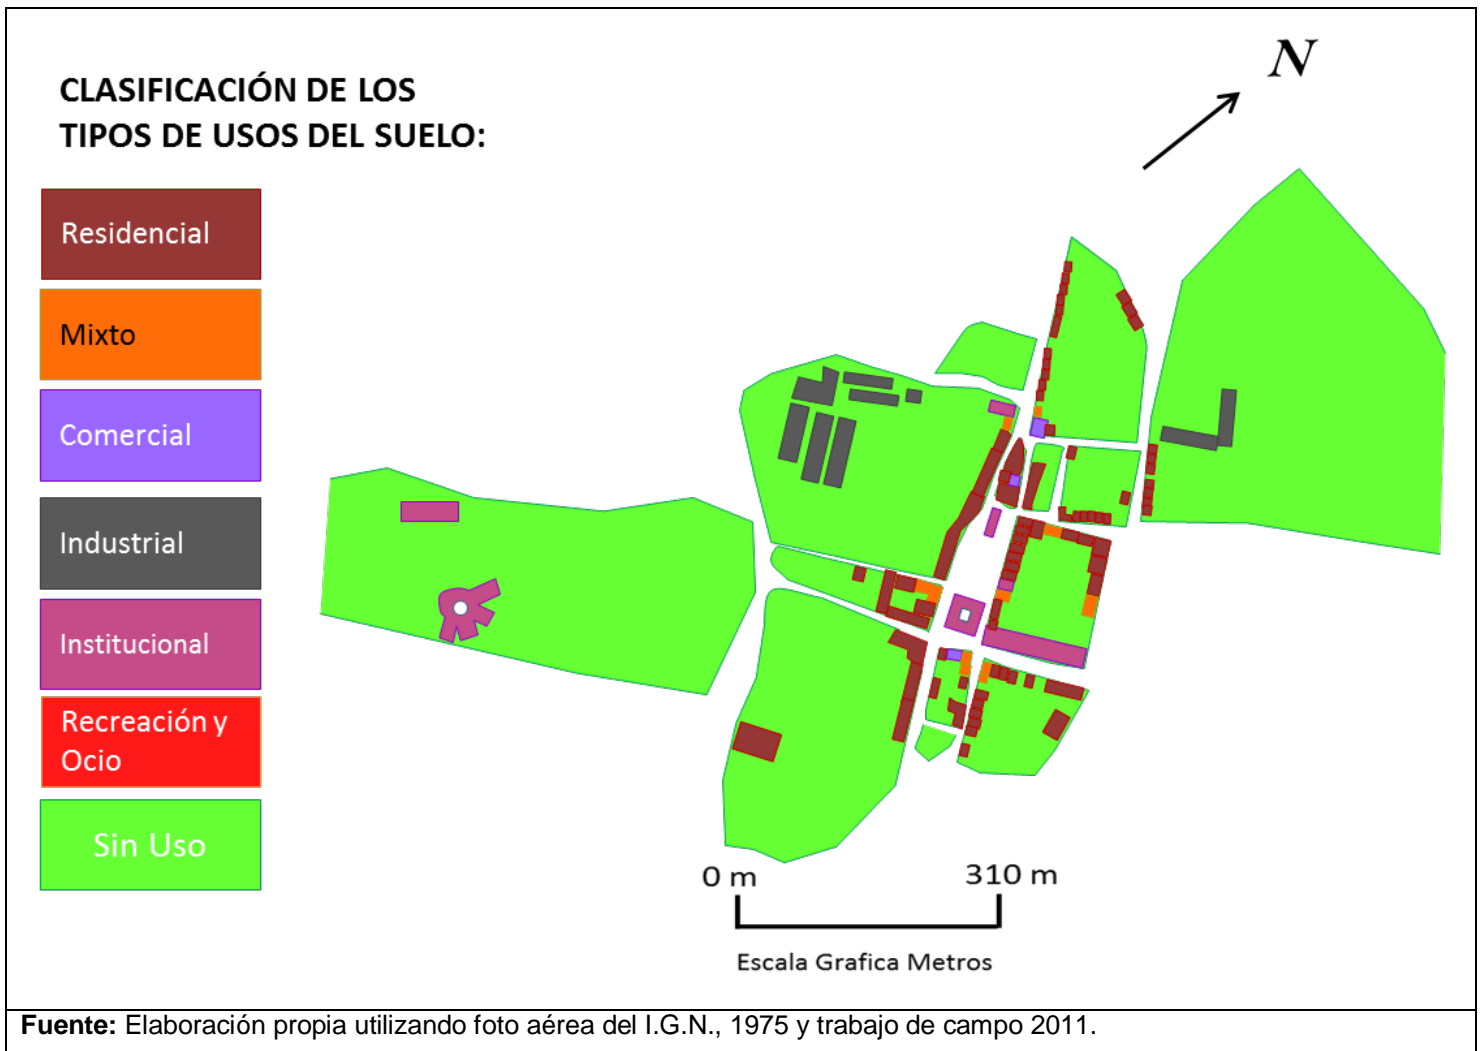 N
CLASIFICACIÓN DE LOS
TIPOS DE USOS DEL SUELO:
Residencial
Mixto
Comercial
Industrial
Institucional
Recreación y
Ocio
Sin Uso
0 m
310 m
Escala Grafica Metros
Fuente: Elaboración propia utilizando foto aérea del I.G.N., 1975 y trabajo de campo 2011.